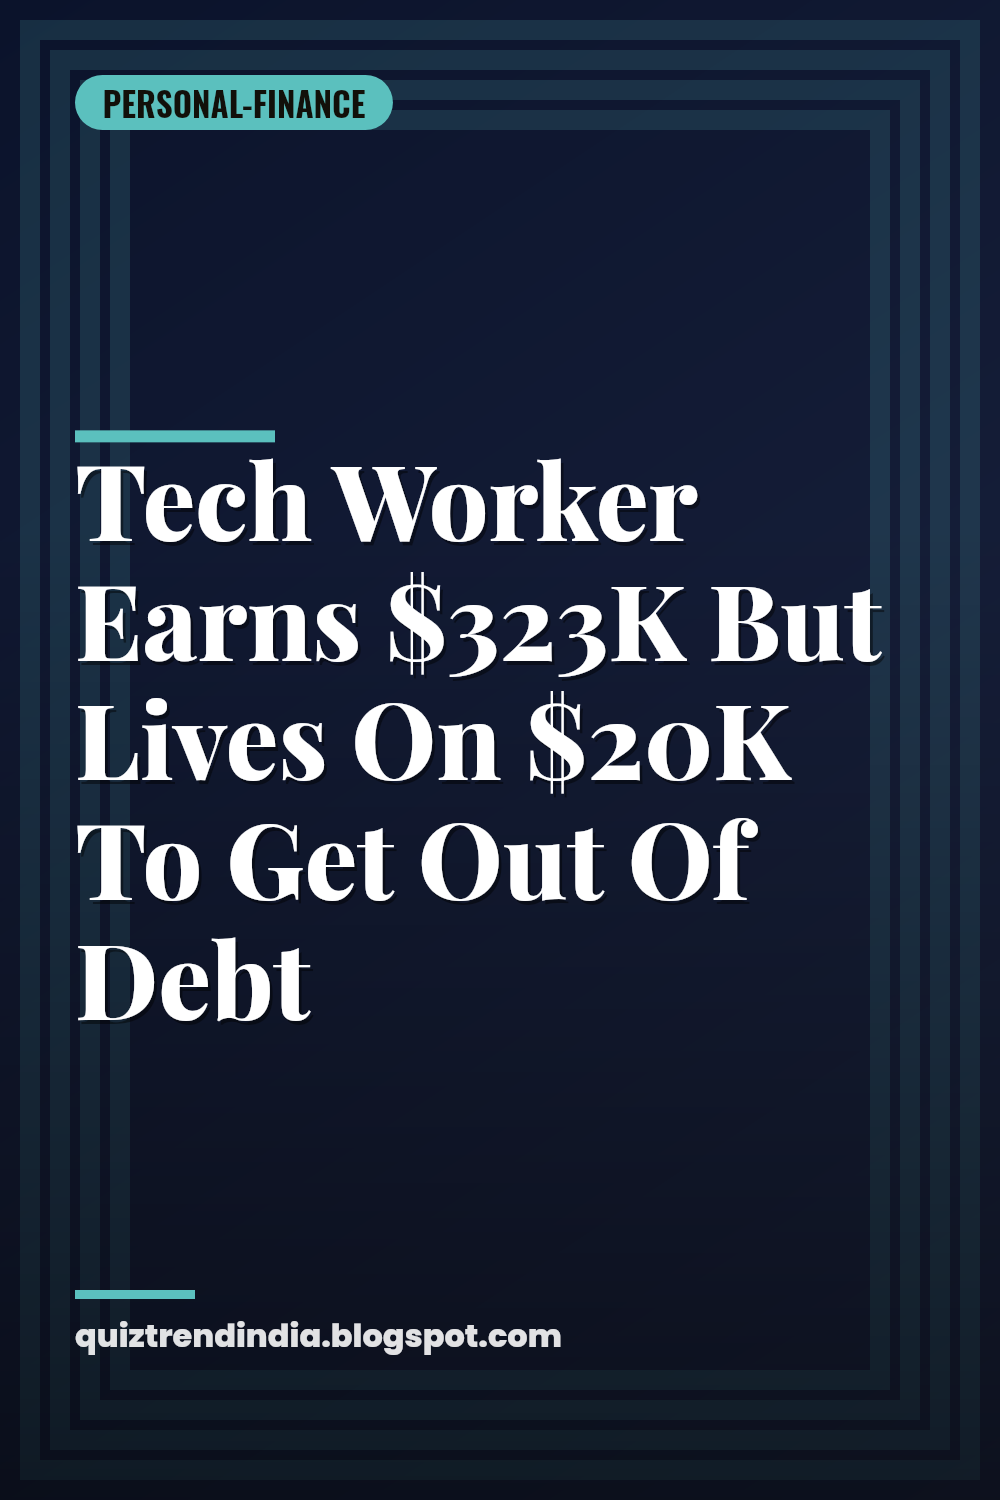 PERSONAL-FINANCE
Tech Worker
Earns $323K But
Lives On $20K
To Get Out Of
Debt
quiztrendindia.blogspot.com